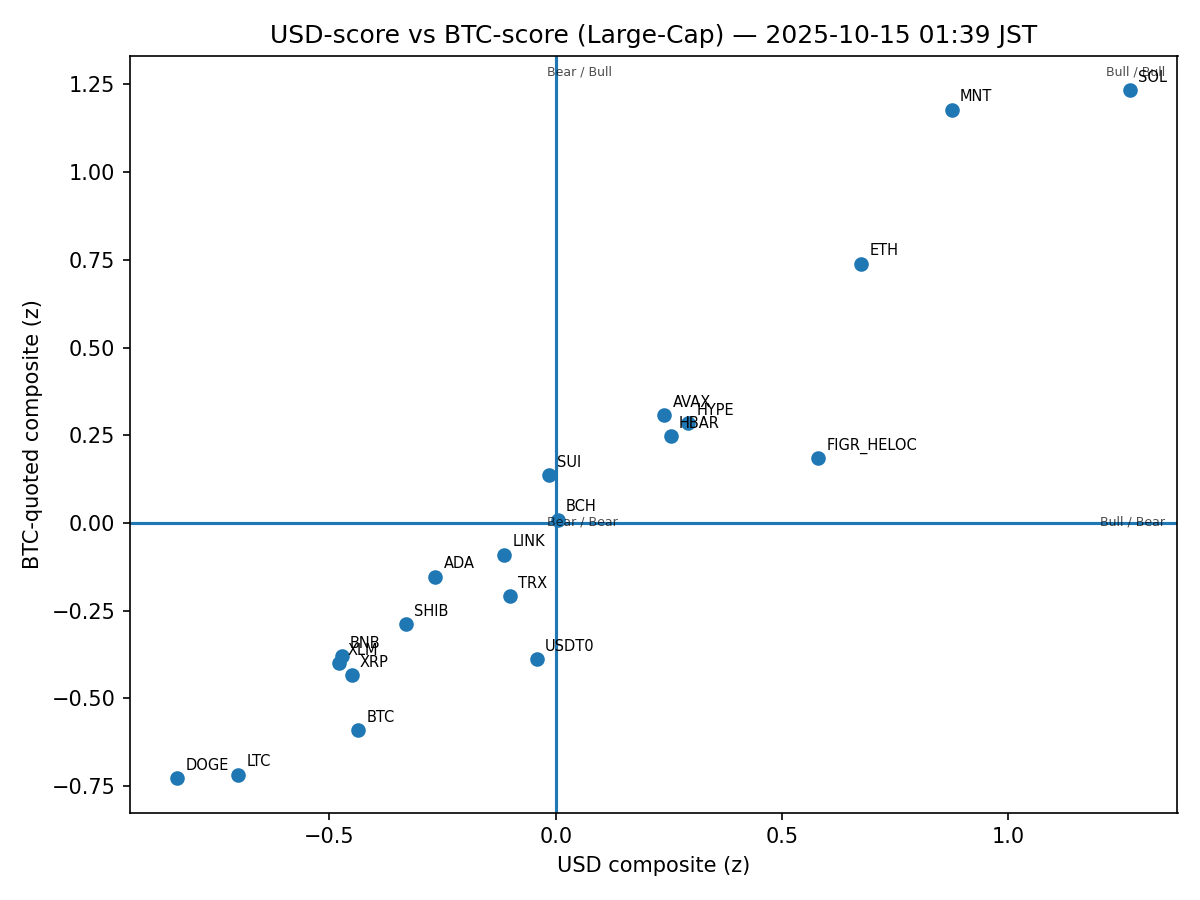 USD-score vs BTC-score (Large-Cap) — 2025-10-15 01:39 JST
Bear / Bull
Bull / Bull
SOL
MNT
ETH
AVAX
HYPE
HBAR
FIGR_HELOC
SUI
BCH
Bear / Bear
Bull / Bear
LINK
ADA
TRX
SHIB
BNB
XLM
XRP
USDT0
BTC
DOGE
LTC
1.25
1.00
0.75
0.50
0.25
0.00
−0.25
−0.50
−0.75
BTC-quoted composite (z)
−0.5
0.0
0.5
1.0
USD composite (z)